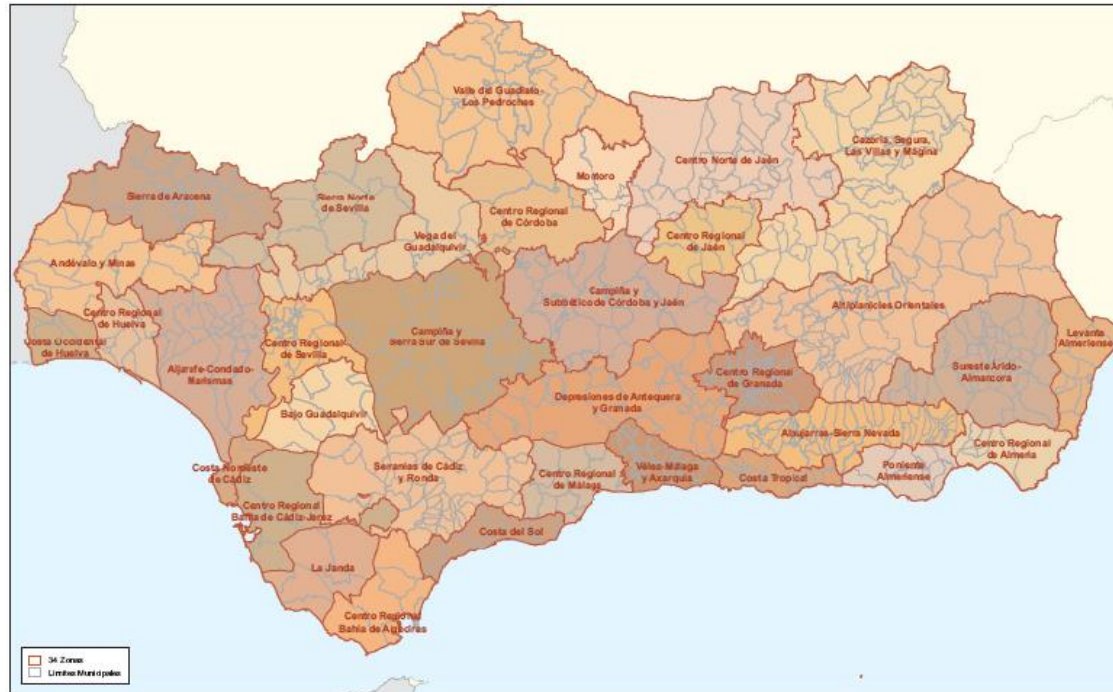 Valle del Guadiato-
Los Pedroches
Cazorla, Segura,
Las Villas y Mágina
Centro Norte de Jaén
Montoro
Sierra de Aracena
Sierra Norte
de Sevilla
Centro Regional
de Córdoba
Vega del
Guadalquivir
Centro Regional
de Jaén
Andévalo y Minas
Campiña y
Subbético de Córdoba y Jaén
Altiplanicies Orientales
Centro Regional
de Huelva
Costa Occidental
de Huelva
Centro Regional
de Sevilla
Campiña y
Sierra Sur de Sevilla
Levante
Almeriense
Aljarafe-Condado-
Marismas
Centro Regional
de Granada
Sureste Árido-
Almanzora
Depresiones de Antequera
y Granada
Bajo Guadalquivir
Alpujarras-Sierra Nevada
Centro Regional
de Almería
Costa Noroeste
de Cádiz
Serranías de Cádiz
y Ronda
Centro Regional
de Málaga
Vélez-Málaga
y Axarquía
Costa Tropical
Poniente
Almeriense
Centro Regional
Bahía de Cádiz-Jerez
Costa del Sol
La Janda
Centro Regional
Bahía de Algeciras
34 Zonas
Límites Municipales